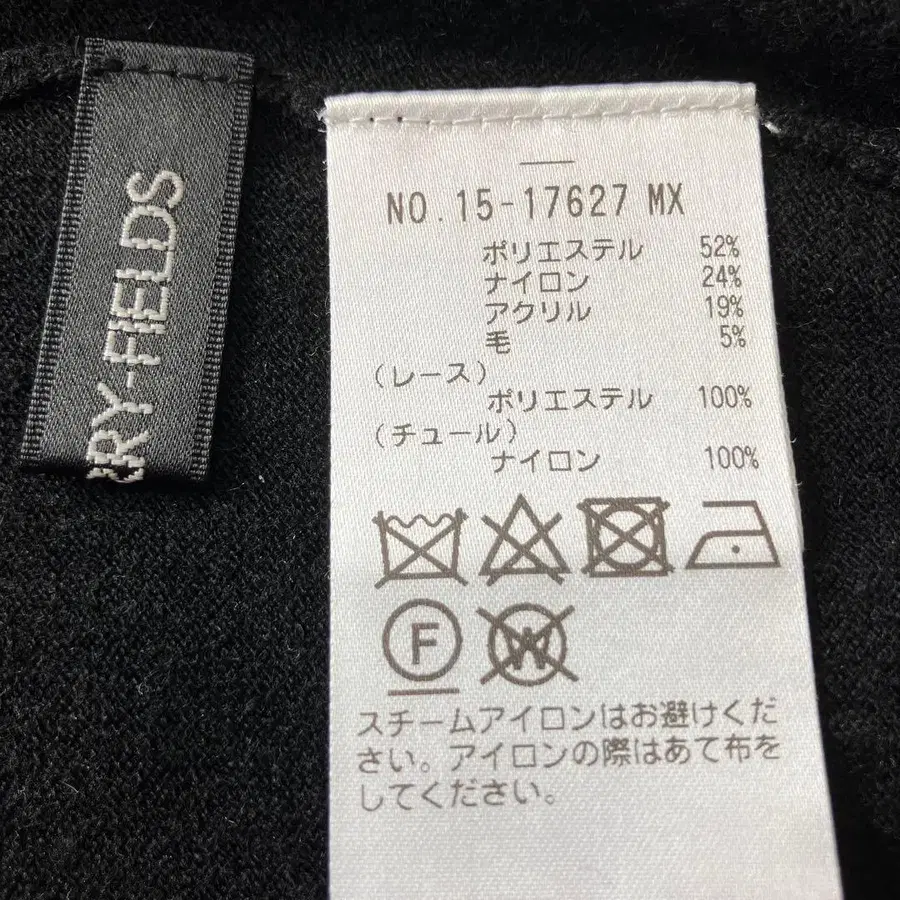 RY-FIELDS
NO.15-17627 MX
ポリエステル 52%
ナイロン 24%
アクリル 19%
毛 5%
(レース)
ポリエステル 100%
(チュール)
ナイロン 100%
F W
スチームアイロンはお避けくだ
さい。アイロンの際はあて布を
してください。